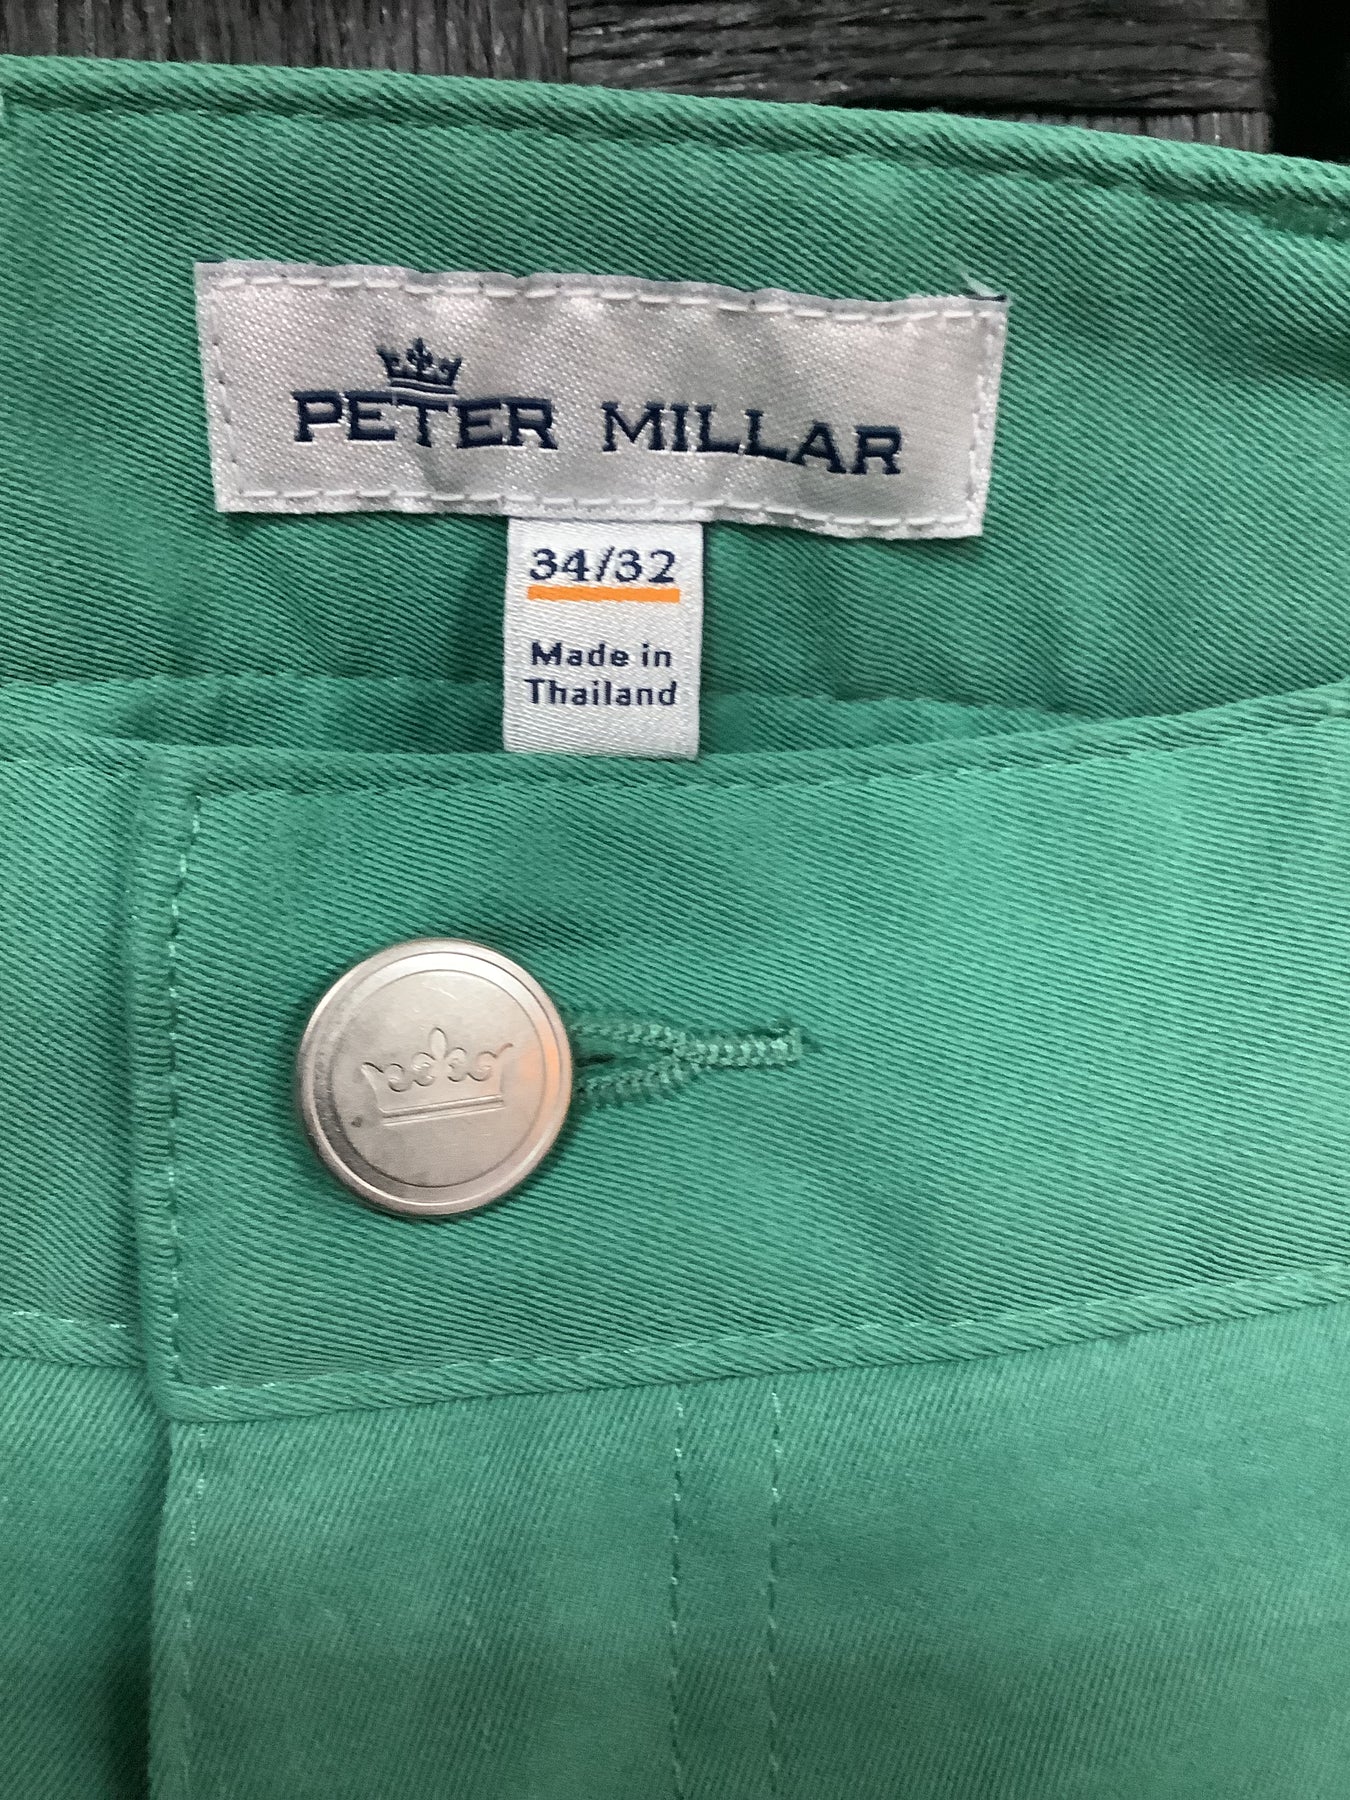 PETER MILLAR
34/32
Made in
Thailand